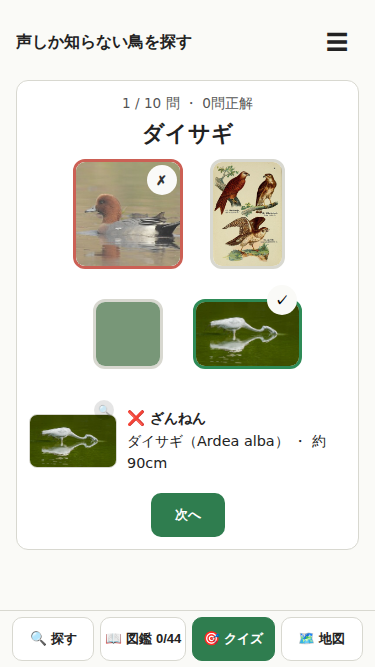 声しか知らない鳥を探す
☰
1 / 10 問 ・ 0問正解
ダイサギ
✗
✓
❌ ざんねん
ダイサギ（Ardea alba） ・ 約
90cm
次へ
🔍 探す
📖 図鑑 0/44
🎯 クイズ
🗺️ 地図